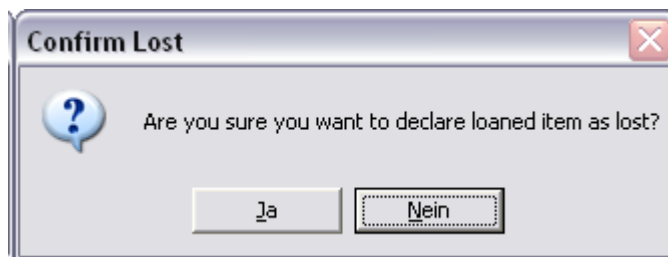 Confirm Lost
Are you sure you want to declare loaned item as lost?
Ja
Nein